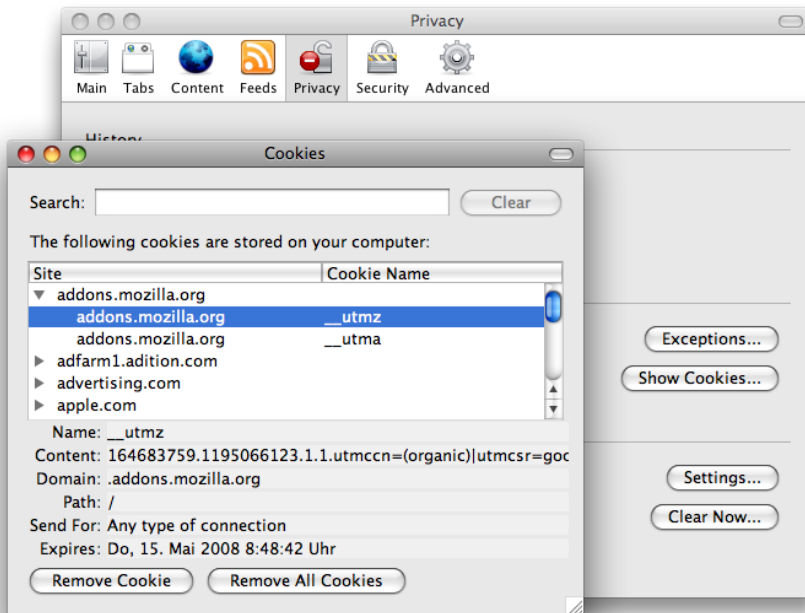 Privacy
Main Tabs Content Feeds Privacy Security Advanced
History
Cookies
Search: Clear
The following cookies are stored on your computer:
Site Cookie Name
addons.mozilla.org
addons.mozilla.org __utmz
addons.mozilla.org __utma
adfarm1.adition.com
advertising.com
apple.com
Name: __utmz
Content: 164683759.1195066123.1.1.utmccn=(organic)|utmcsr=goo
Domain: .addons.mozilla.org
Path: /
Send For: Any type of connection
Expires: Do, 15. Mai 2008 8:48:42 Uhr
Remove Cookie Remove All Cookies
Exceptions...
Show Cookies...
Settings...
Clear Now...